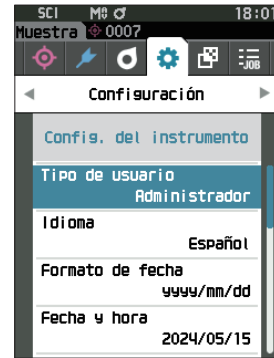 SCI M 18:01
Muestra 0007
-JOB
Configuración
Config. del instrumento
Tipo de usuario
Administrador
Idioma
Español
Formato de fecha
yyyy/mm/dd
Fecha y hora
2024/05/15